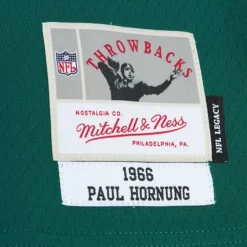 THROWBACKS
NFL
NOSTALGIA CO.
Mitchell & Ness
PHILADELPHIA, PA.
NFL LEGACY
1966
PAUL HORNUNG